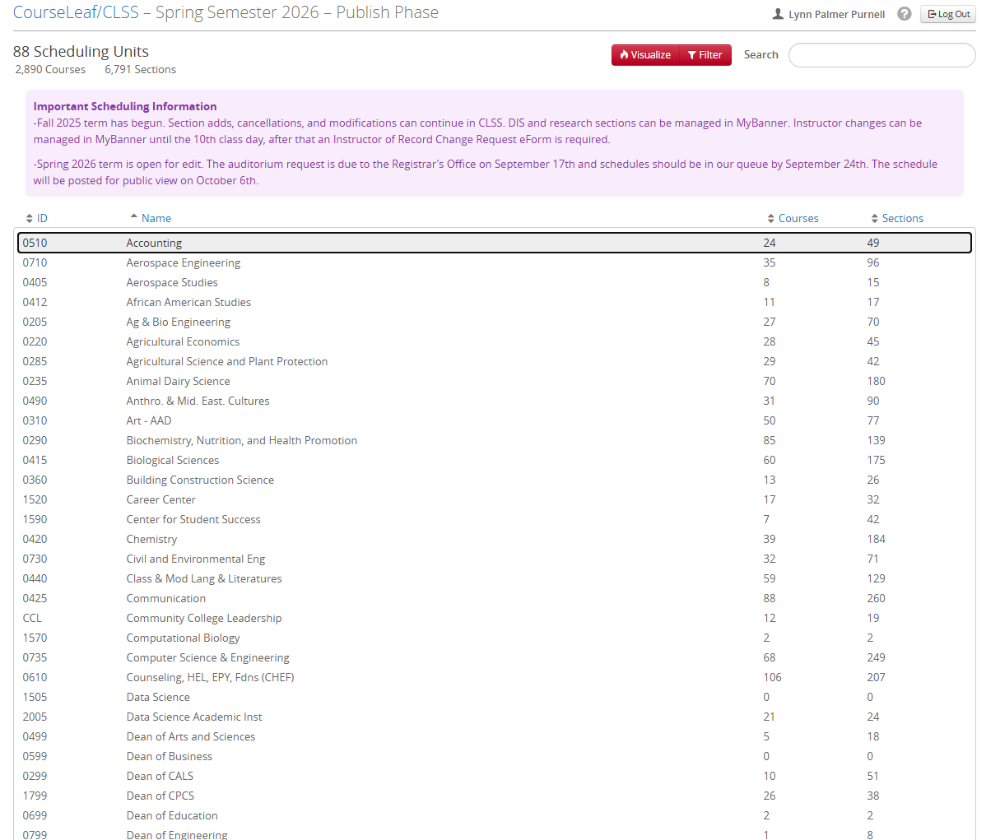 CourseLeaf/CLSS – Spring Semester 2026 – Publish Phase
Lynn Palmer Purnell ? Log Out
88 Scheduling Units
2,890 Courses 6,791 Sections
Visualize Filter Search
Important Scheduling Information
-Fall 2025 term has begun. Section adds, cancellations, and modifications can continue in CLSS. DIS and research sections can be managed in MyBanner. Instructor changes can be
managed in MyBanner until the 10th class day, after that an Instructor of Record Change Request eForm is required.
-Spring 2026 term is open for edit. The auditorium request is due to the Registrar's Office on September 17th and schedules should be in our queue by September 24th. The schedule
will be posted for public view on October 6th.
ID Name Courses Sections
0510 Accounting 24 49
0710 Aerospace Engineering 35 96
0405 Aerospace Studies 8 15
0412 African American Studies 11 17
0205 Ag & Bio Engineering 27 70
0220 Agricultural Economics 28 45
0285 Agricultural Science and Plant Protection 29 42
0235 Animal Dairy Science 70 180
0490 Anthro. & Mid. East. Cultures 31 90
0310 Art - AAD 50 77
0290 Biochemistry, Nutrition, and Health Promotion 85 139
0415 Biological Sciences 60 175
0360 Building Construction Science 13 26
1520 Career Center 17 32
1590 Center for Student Success 7 42
0420 Chemistry 39 184
0730 Civil and Environmental Eng 32 71
0440 Class & Mod Lang & Literatures 59 129
0425 Communication 88 260
CCL Community College Leadership 12 19
1570 Computational Biology 2 2
0735 Computer Science & Engineering 68 249
0610 Counseling, HEL, EPY, Fdns (CHEF) 106 207
1505 Data Science 0 0
2005 Data Science Academic Inst 21 24
0499 Dean of Arts and Sciences 5 18
0599 Dean of Business 0 0
0299 Dean of CALS 10 51
1799 Dean of CPCS 26 38
0699 Dean of Education 2 2
0799 Dean of Engineering 1 8